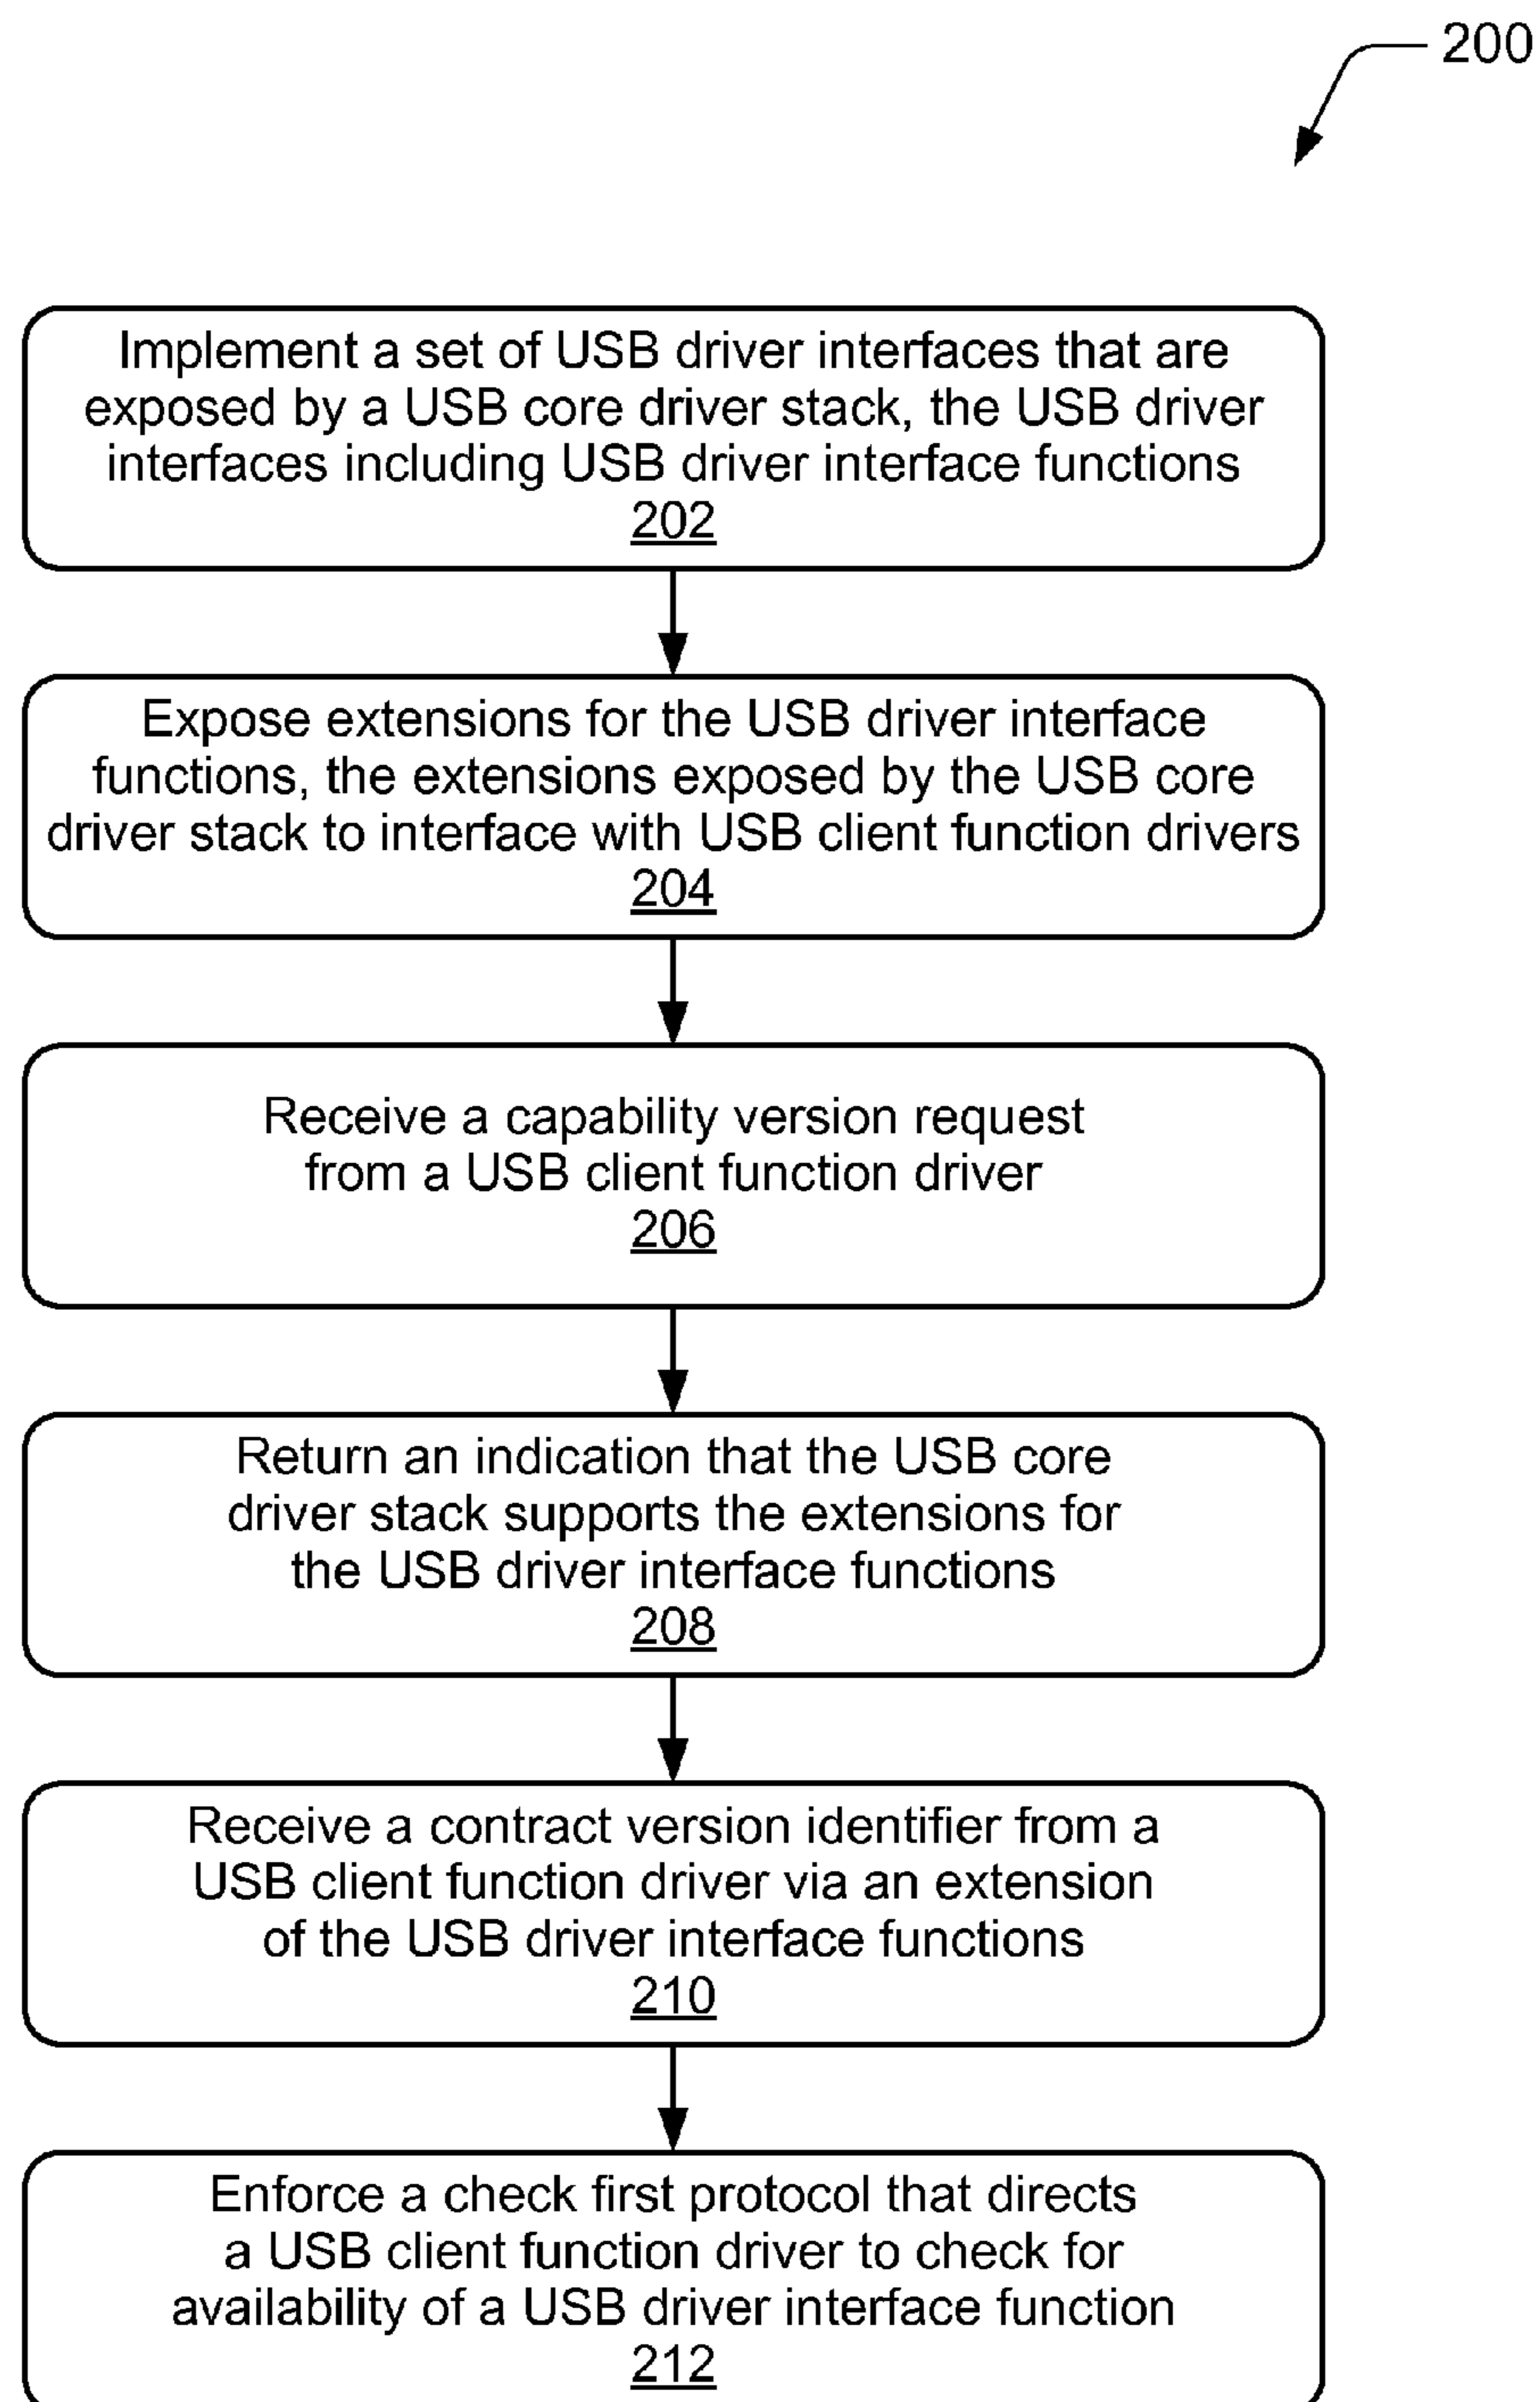 200
Implement a set of USB driver interfaces that are
exposed by a USB core driver stack, the USB driver
interfaces including USB driver interface functions
202
Expose extensions for the USB driver interface
functions, the extensions exposed by the USB core
driver stack to interface with USB client function drivers
204
Receive a capability version request
from a USB client function driver
206
Return an indication that the USB core
driver stack supports the extensions for
the USB driver interface functions
208
Receive a contract version identifier from a
USB client function driver via an extension
of the USB driver interface functions
210
Enforce a check first protocol that directs
a USB client function driver to check for
availability of a USB driver interface function
212